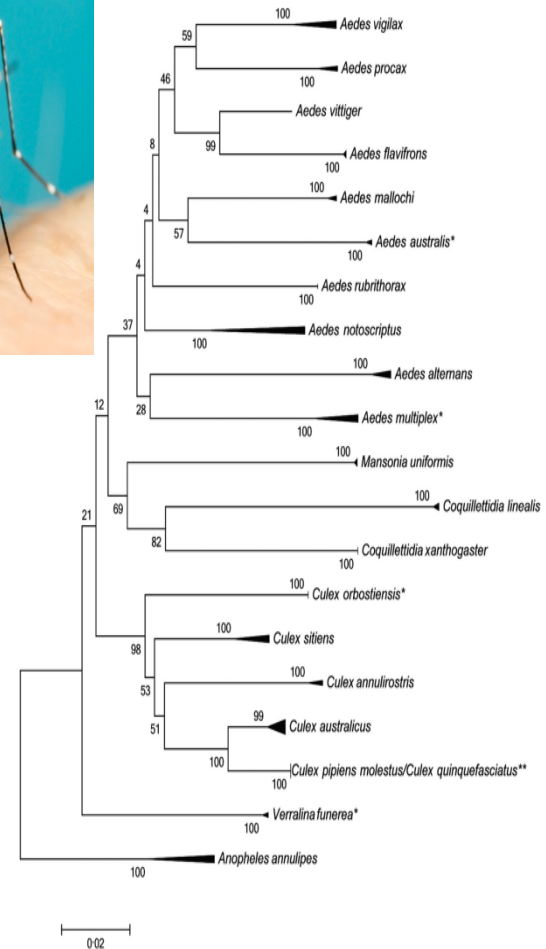 100
Aedes vigilax
59
Aedes procax
100
46
Aedes vittiger
99
Aedes flavifrons
100
8
100
Aedes mallochi
57
Aedes australis*
100
4
Aedes rubrithorax
100
4
Aedes notoscriptus
100
37
100
Aedes alternans
28
Aedes multiplex*
100
12
100
Mansonia uniformis
69
100
Coquillettidia linealis
82
Coquillettidia xanthogaster
100
21
100
Culex orbostiensis*
98
100
Culex sitiens
53
100
Culex annulirostris
51
99
Culex australicus
100
Culex pipiens molestus/Culex quinquefasciatus**
100
Verralina funerea*
100
Anopheles annulipes
100
0·02